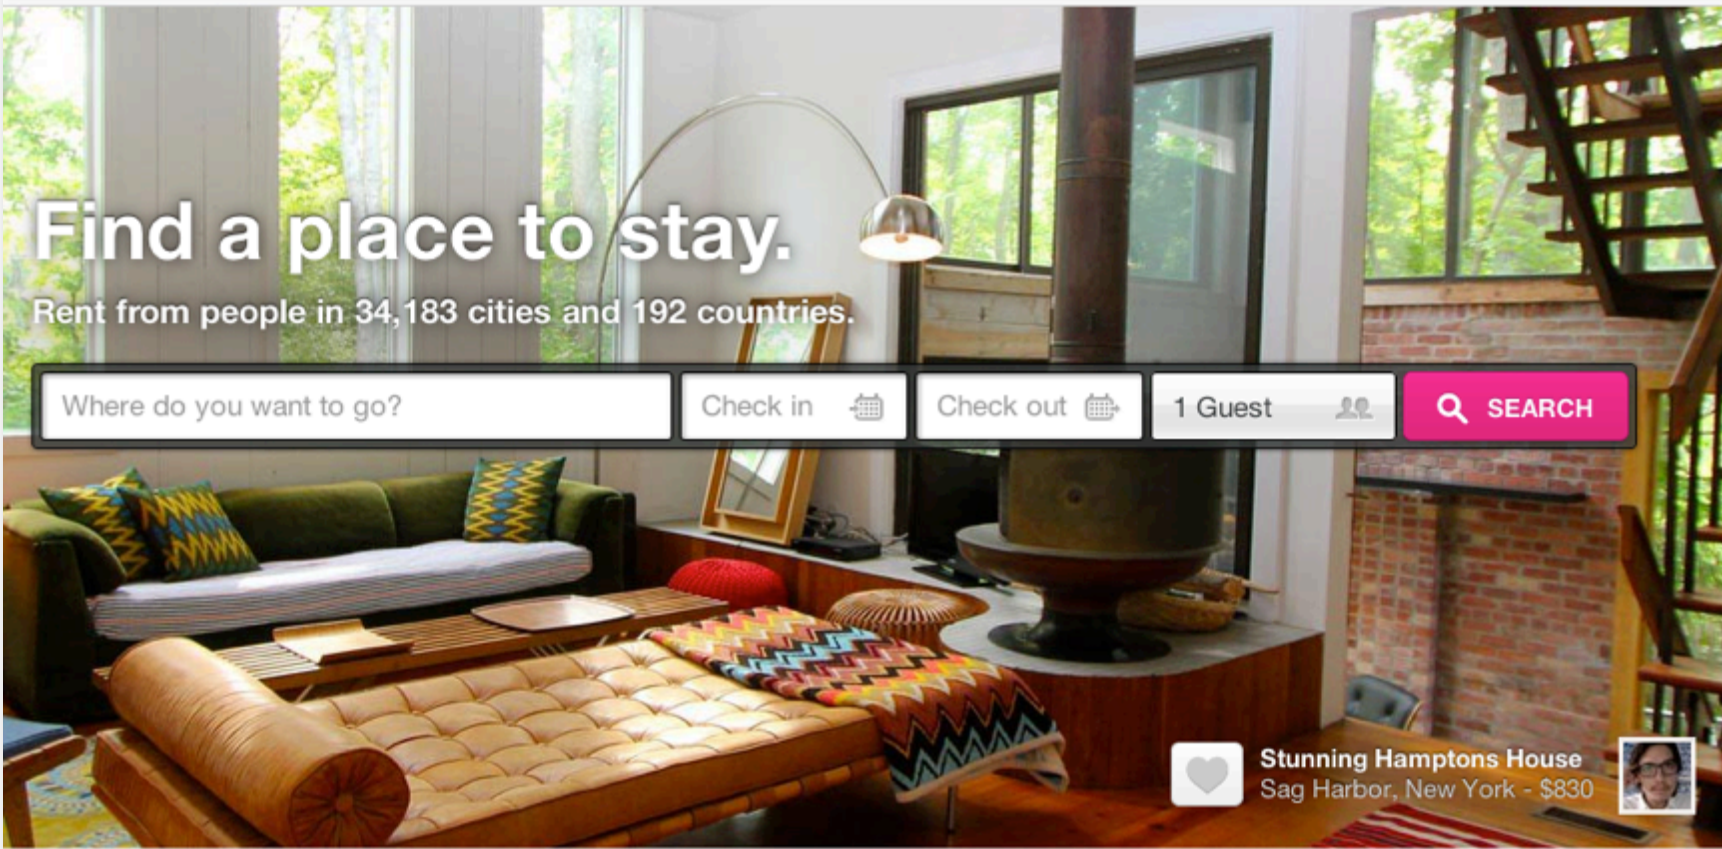 Find a place to stay.
Rent from people in 34,183 cities and 192 countries.
Where do you want to go?
Check in
Check out
1 Guest
SEARCH
Stunning Hamptons House
Sag Harbor, New York - $830